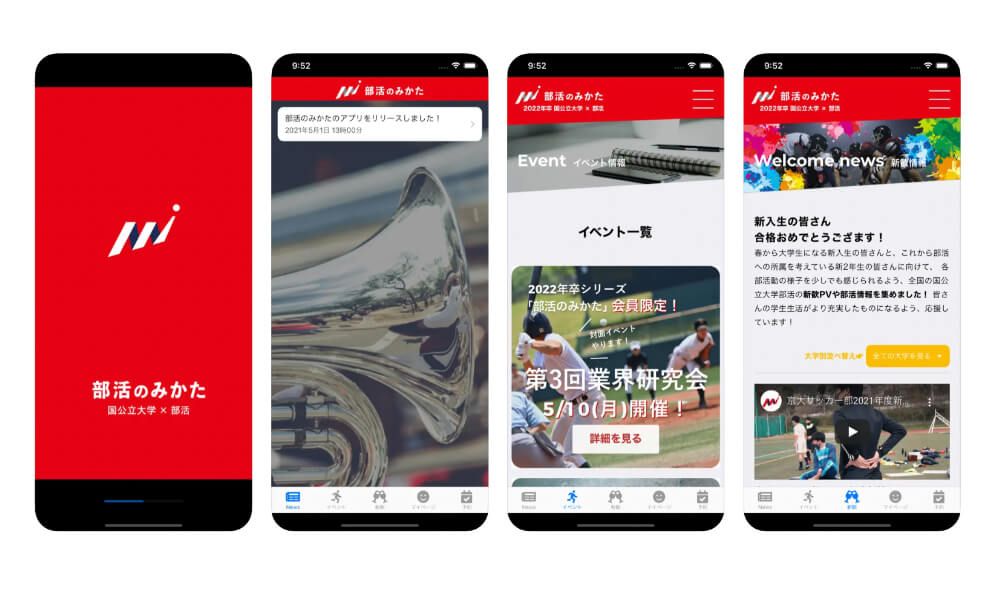 部活のみかた
国公立大学 × 部活
9:52
部活のみかた
部活のみかたのアプリをリリースしました！
2021年5月1日 13時00分
News
イベント
新歓
マイページ
予約
9:52
部活のみかた
2022年卒 国公立大学 × 部活
Event イベント情報
イベント一覧
2022年卒シリーズ
「部活のみかた」会員限定！
対面イベント
やります！
第3回業界研究会
5/10(月)開催！
詳細を見る
News
イベント
新歓
マイページ
予約
9:52
部活のみかた
2022年卒 国公立大学 × 部活
Welcome news 新歓情報
新入生の皆さん
合格おめでとうござます！
春から大学生になる新入生の皆さんと、これから部活
への所属を考えている新2年生の皆さんに向けて、 各
部活動の様子を少しでも感じられるよう、全国の国公
立大学部活の新歓PVや部活情報を集めました！ 皆さ
んの学生生活がより充実したものになるよう、応援し
ています！
大学別並べ替え
全ての大学を見る
京大サッカー部2021年度新...
News
イベント
新歓
マイページ
予約